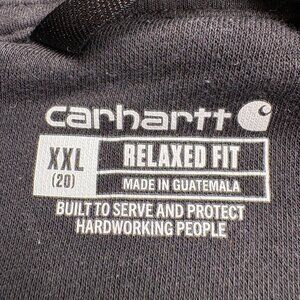 carhartt
XXL
(20)
RELAXED FIT
MADE IN GUATEMALA
BUILT TO SERVE AND PROTECT
HARDWORKING PEOPLE